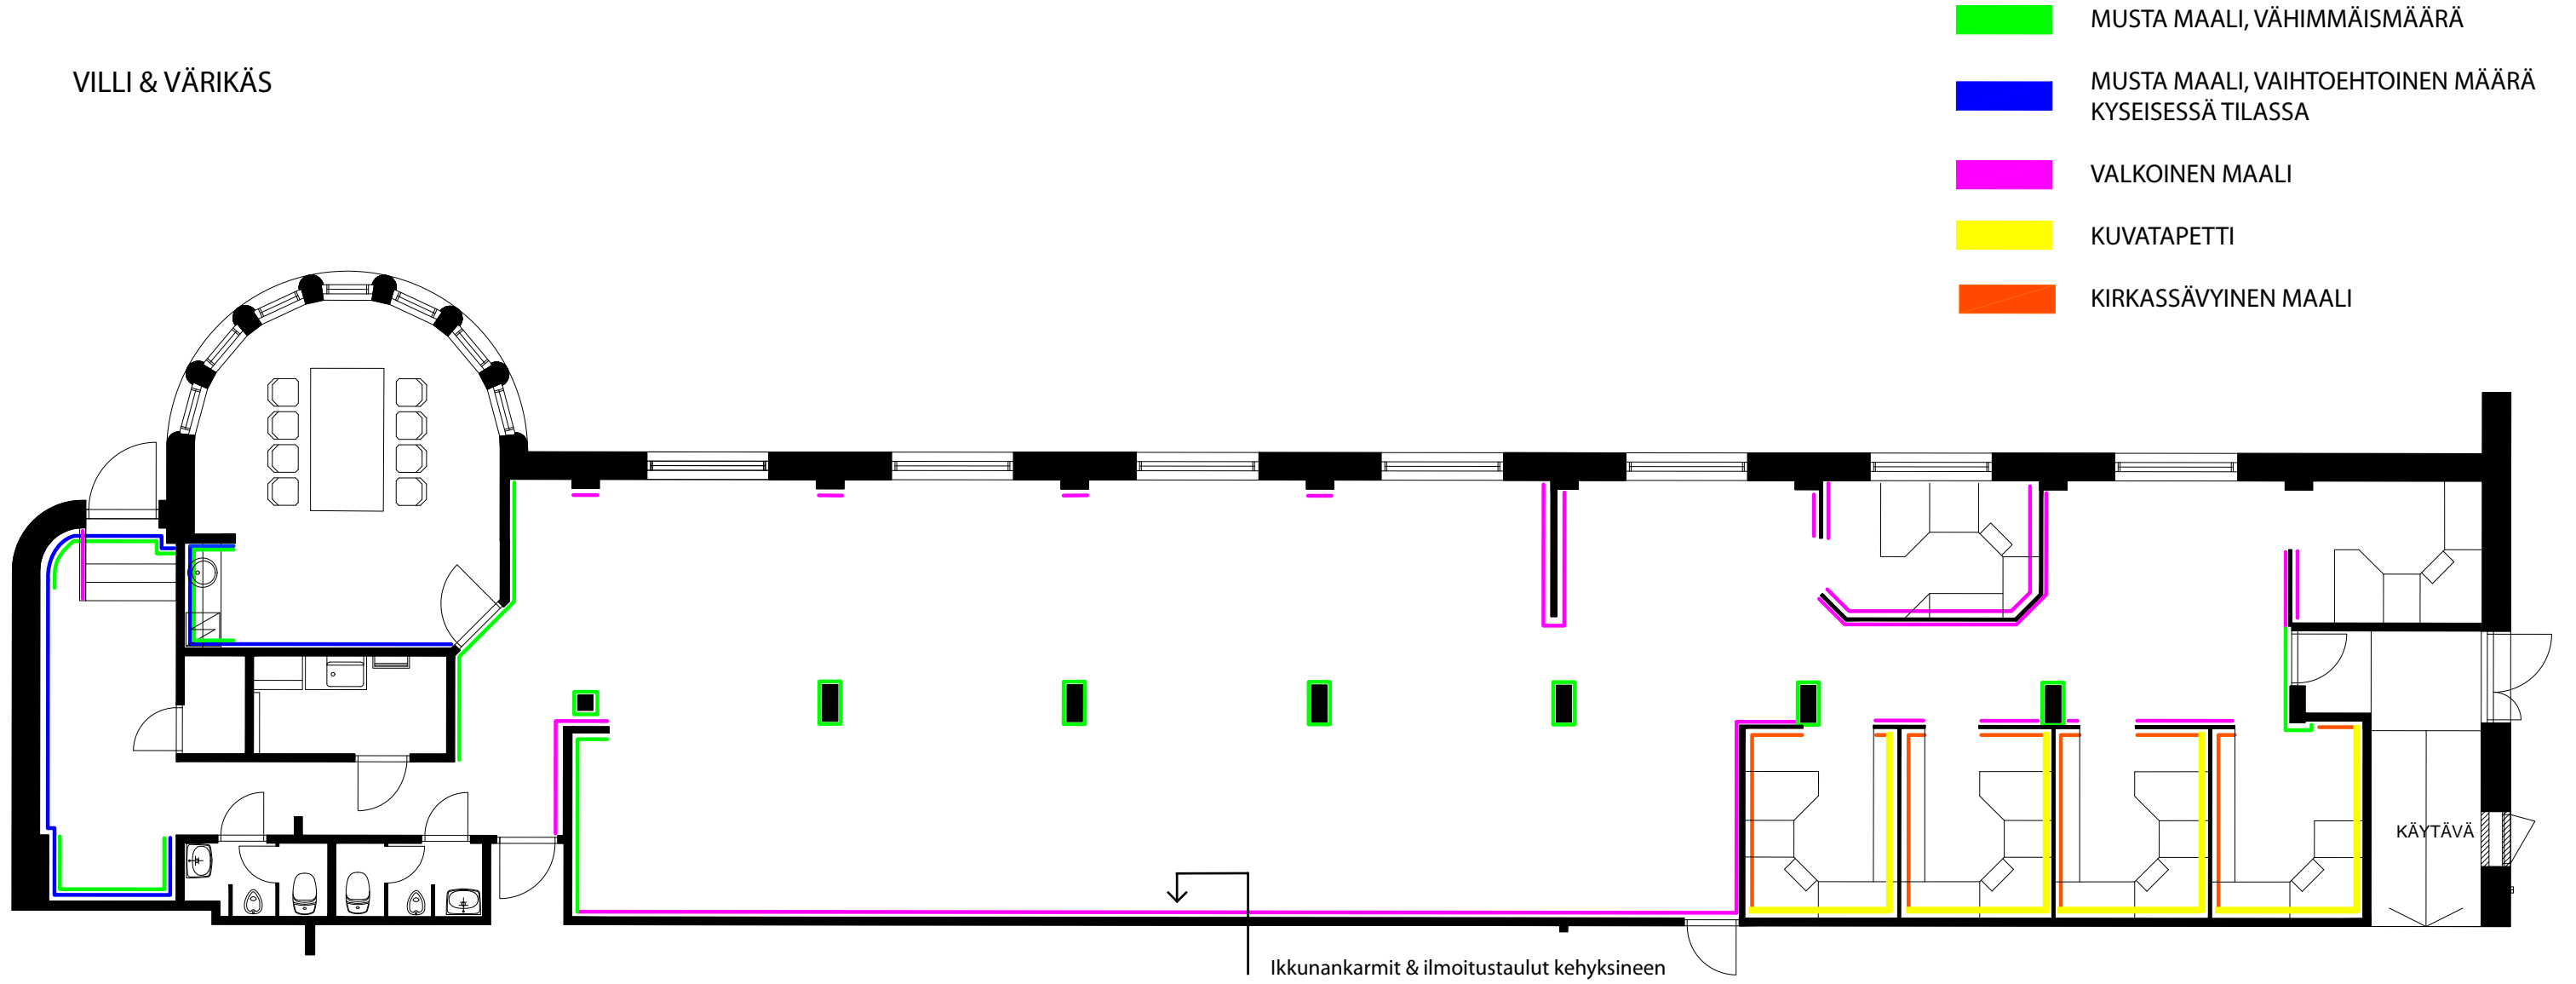 MUSTA MAALI, VÄHIMMÄISMÄÄRÄ
VILLI & VÄRIKÄS
MUSTA MAALI, VAIHTOEHTOINEN MÄÄRÄ
KYSEISESSÄ TILASSA
VALKOINEN MAALI
KUVATAPETTI
KIRKASSÄVYINEN MAALI
KÄYTÄVÄ
Ikkunankarmit & ilmoitustaulut kehyksineen